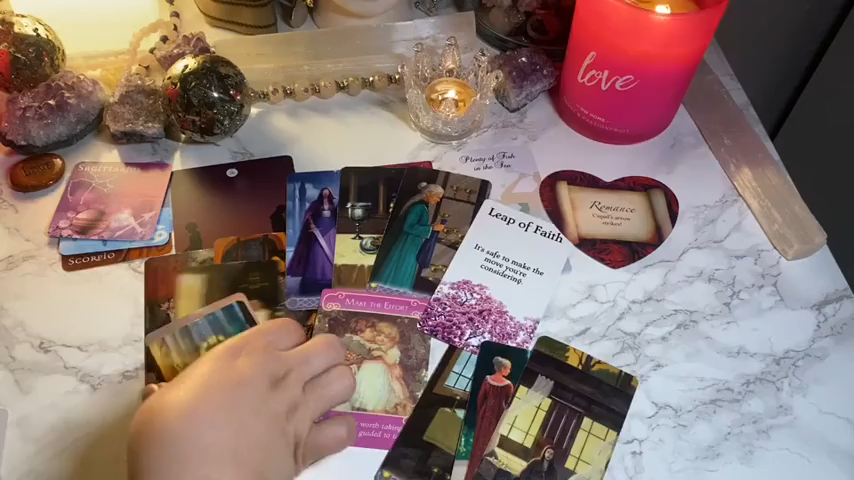 love
Plenty of Fish
in the Sea
Sagittarius
Romance
Cupid's arrow
strikes!
Leap of Faith
It's safe to make the
move you're
considering.
SCORPIO
MAKE THE EFFORT
worth taking
guided to